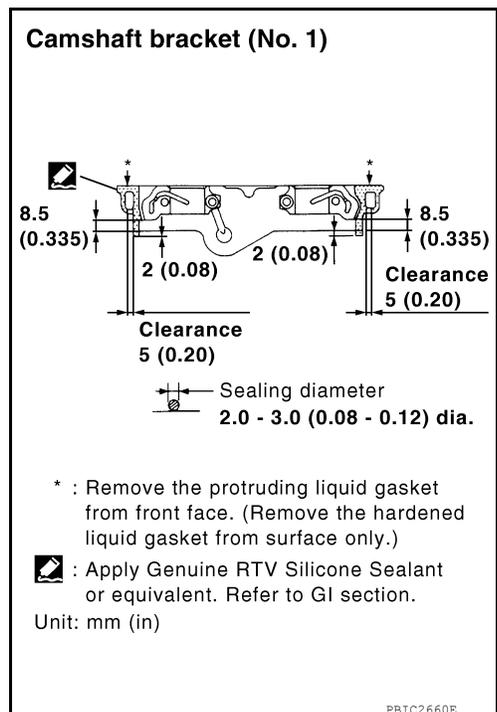 Camshaft bracket (No. 1)
*
*
8.5
(0.335)
2 (0.08)
2 (0.08)
8.5
(0.335)
Clearance
5 (0.20)
Clearance
5 (0.20)
Sealing diameter
2.0 - 3.0 (0.08 - 0.12) dia.
* : Remove the protruding liquid gasket
from front face. (Remove the hardened
liquid gasket from surface only.)
: Apply Genuine RTV Silicone Sealant
or equivalent. Refer to GI section.
Unit: mm (in)
PBIC2660E